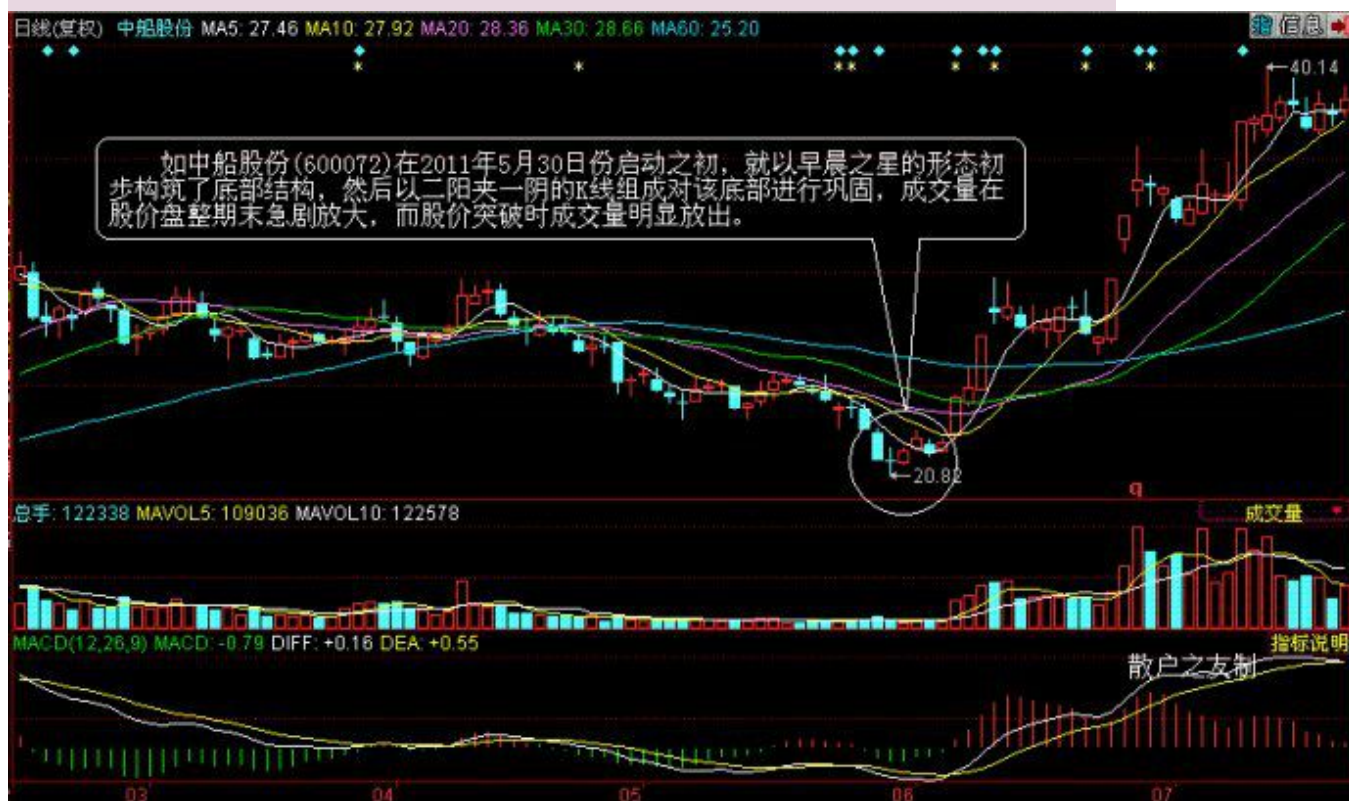 日线(复权) 中船股份 MA5: 27.46 MA10: 27.92 MA20: 28.36 MA30: 28.66 MA60: 25.20 指 信息
40.14
如中船股份(600072)在2011年5月30日份启动之初，就以早晨之星的形态初
步构筑了底部结构，然后以二阳夹一阴的K线组成对该底部进行巩固，成交量在
股价盘整期末急剧放大，而股价突破时成交量明显放出。
20.82
q
总手: 122338 MAVOL5: 109036 MAVOL10: 122578 成交量
MACD(12,26,9) MACD: -0.79 DIFF: +0.16 DEA: +0.55 指标说明
散户之友制
03 04 05 06 07